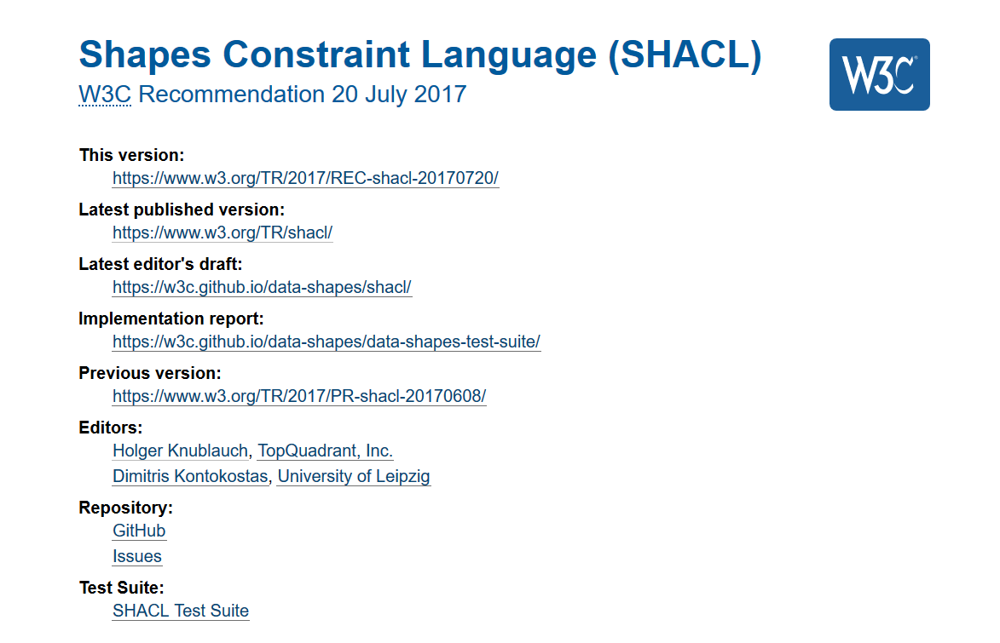 Shapes Constraint Language (SHACL)
W3C®
W3C Recommendation 20 July 2017
This version:
https://www.w3.org/TR/2017/REC-shacl-20170720/
Latest published version:
https://www.w3.org/TR/shacl/
Latest editor's draft:
https://w3c.github.io/data-shapes/shacl/
Implementation report:
https://w3c.github.io/data-shapes/data-shapes-test-suite/
Previous version:
https://www.w3.org/TR/2017/PR-shacl-20170608/
Editors:
Holger Knublauch, TopQuadrant, Inc.
Dimitris Kontokostas, University of Leipzig
Repository:
GitHub
Issues
Test Suite:
SHACL Test Suite